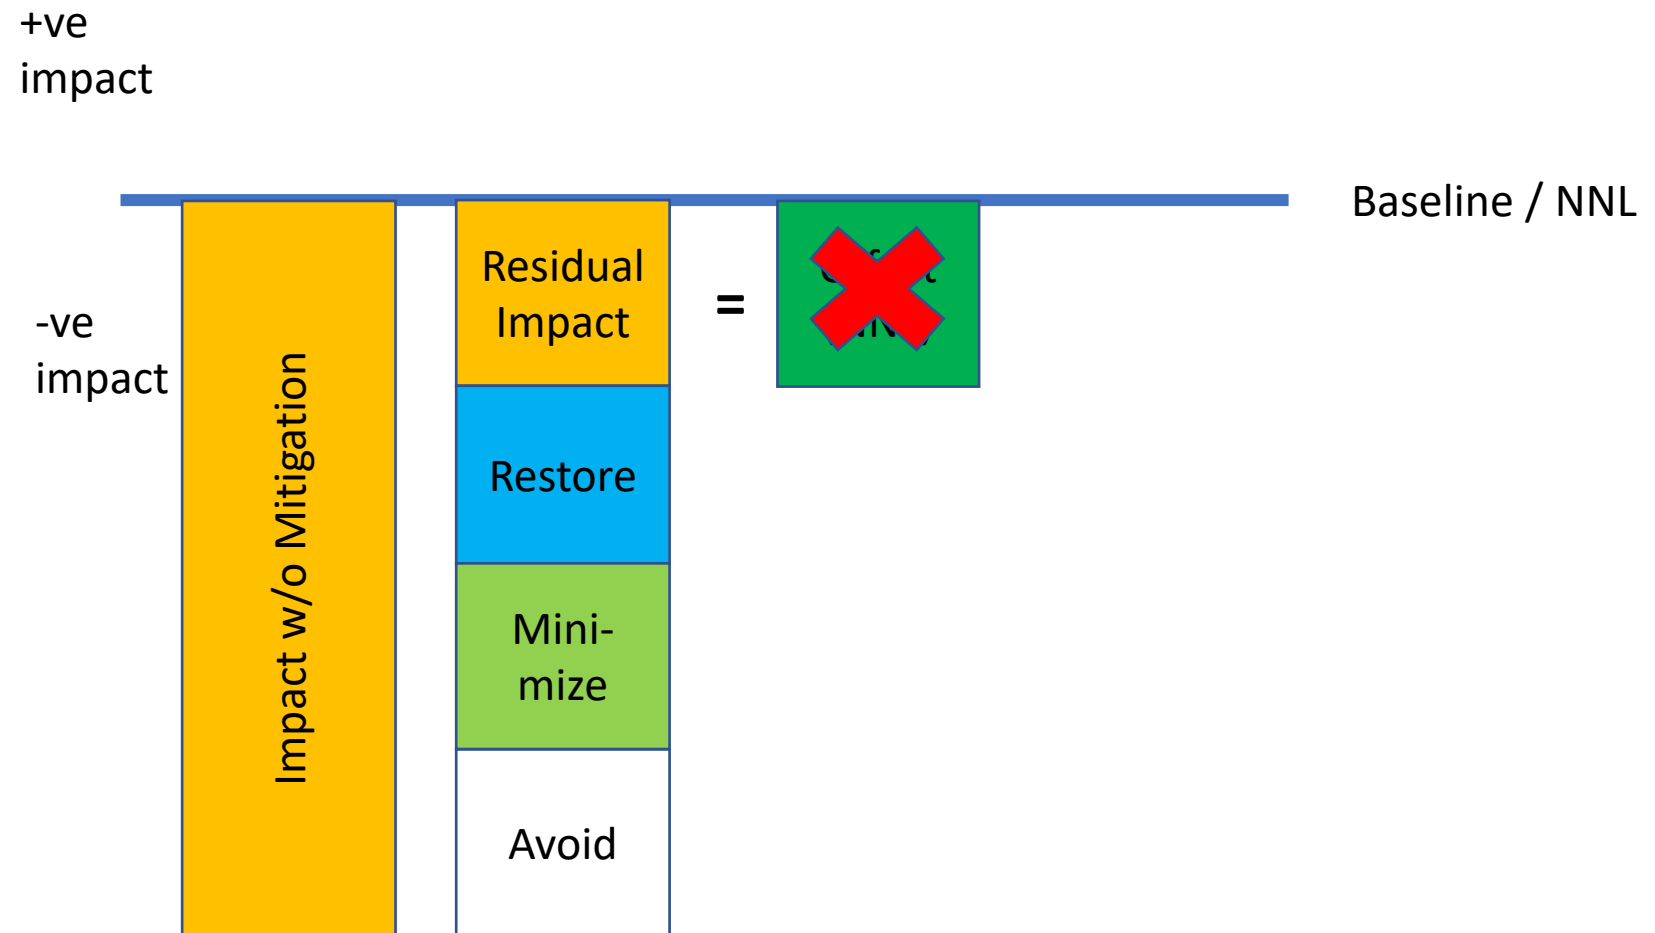 +ve
impact
Baseline / NNL
-ve
impact
Impact w/o Mitigation
Residual
Impact
=
Restore
Mini-
mize
Avoid